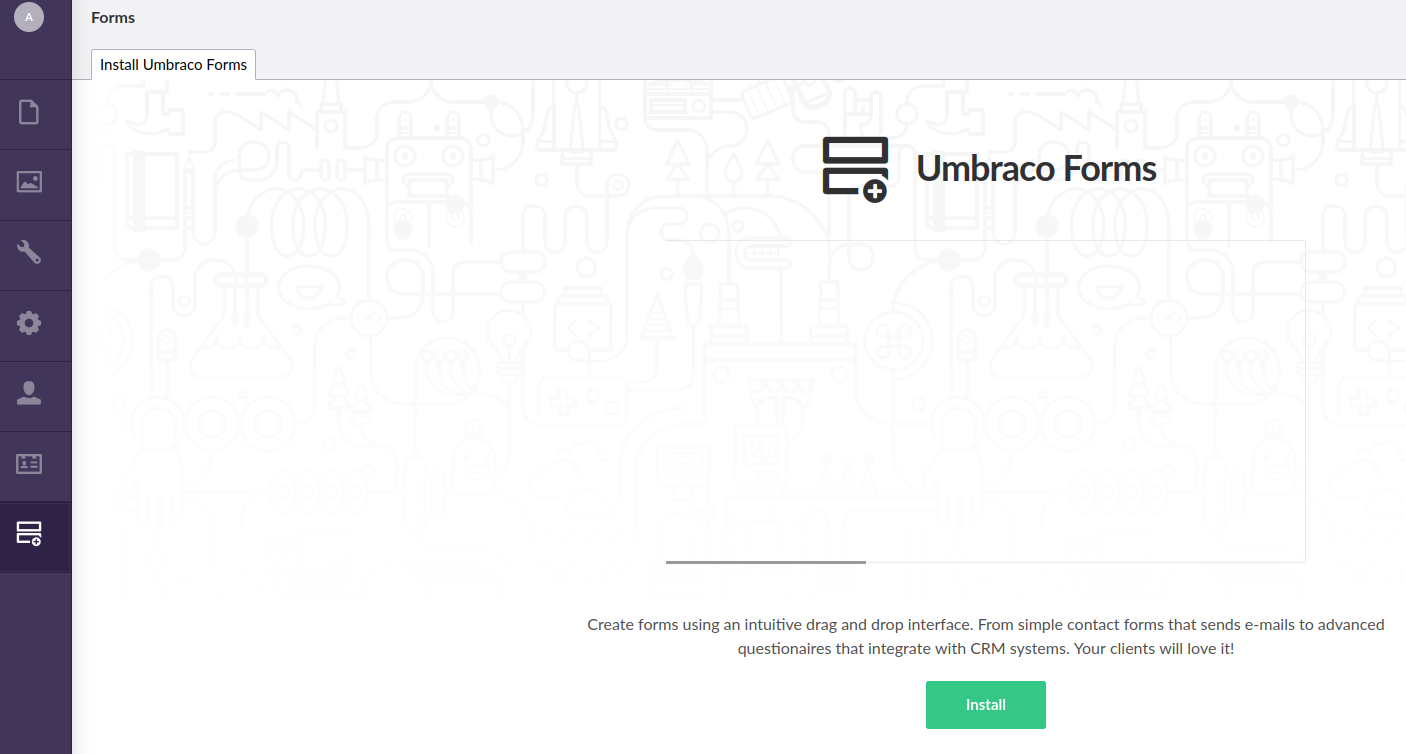 A
Forms
Install Umbraco Forms
Umbraco Forms
Create forms using an intuitive drag and drop interface. From simple contact forms that sends e-mails to advanced
questionaires that integrate with CRM systems. Your clients will love it!
Install